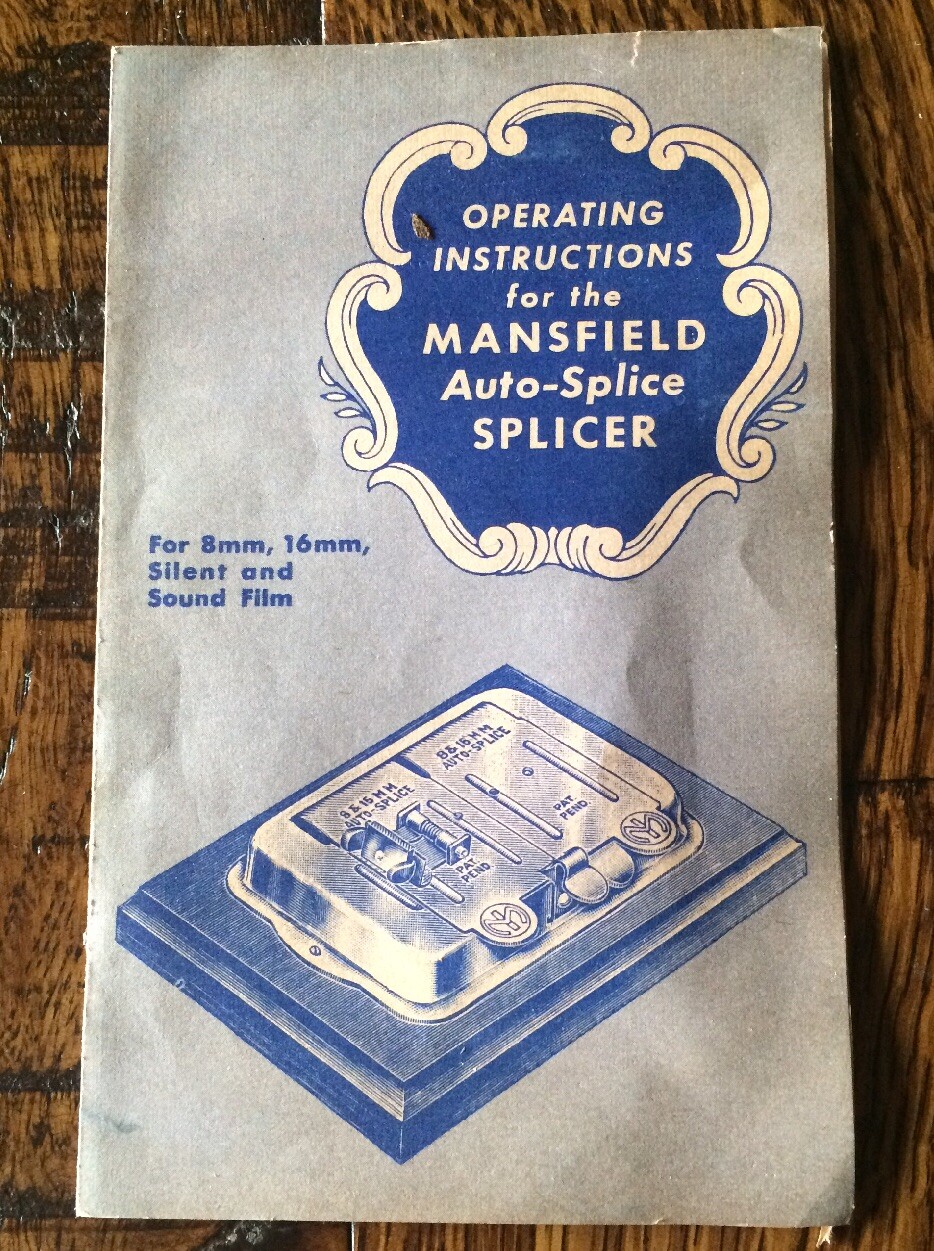 OPERATING
INSTRUCTIONS
for the
MANSFIELD
Auto-Splice
SPLICER
For 8mm, 16mm,
Silent and
Sound Film
8 & 16 MM
AUTO-SPLICE
8 & 16 MM
AUTO-SPLICE
PAT
PEND
PAT
PEND